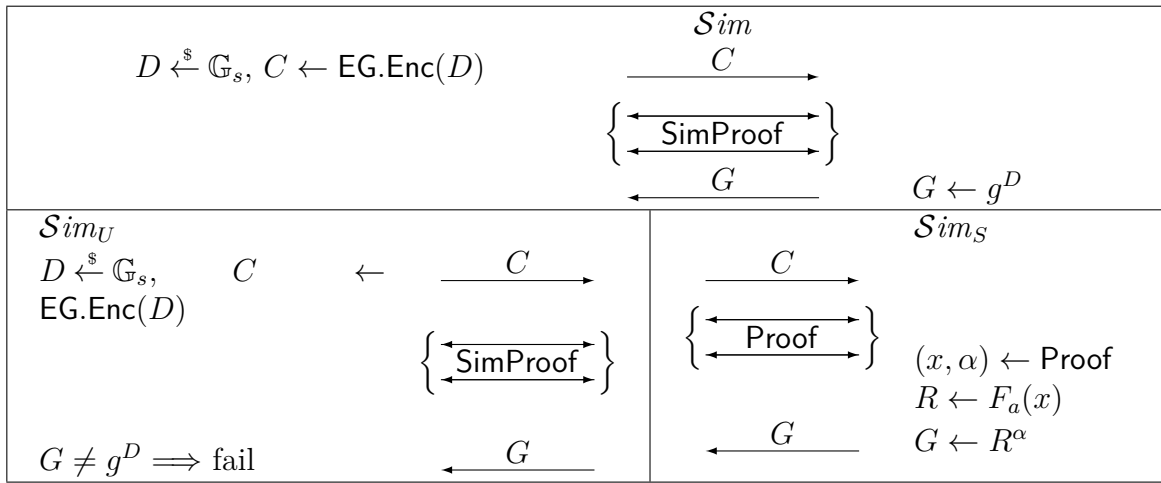 Sim
D ←$ 𝔾_s, C ← EG.Enc(D)
C
{ SimProof }
G
G ← g^D
Sim_U
D ←$ 𝔾_s, C ←
EG.Enc(D)
C
{ SimProof }
G ≠ g^D ⟹ fail
G
Sim_S
C
{ Proof }
(x, α) ← Proof
R ← F_a(x)
G
G ← R^α